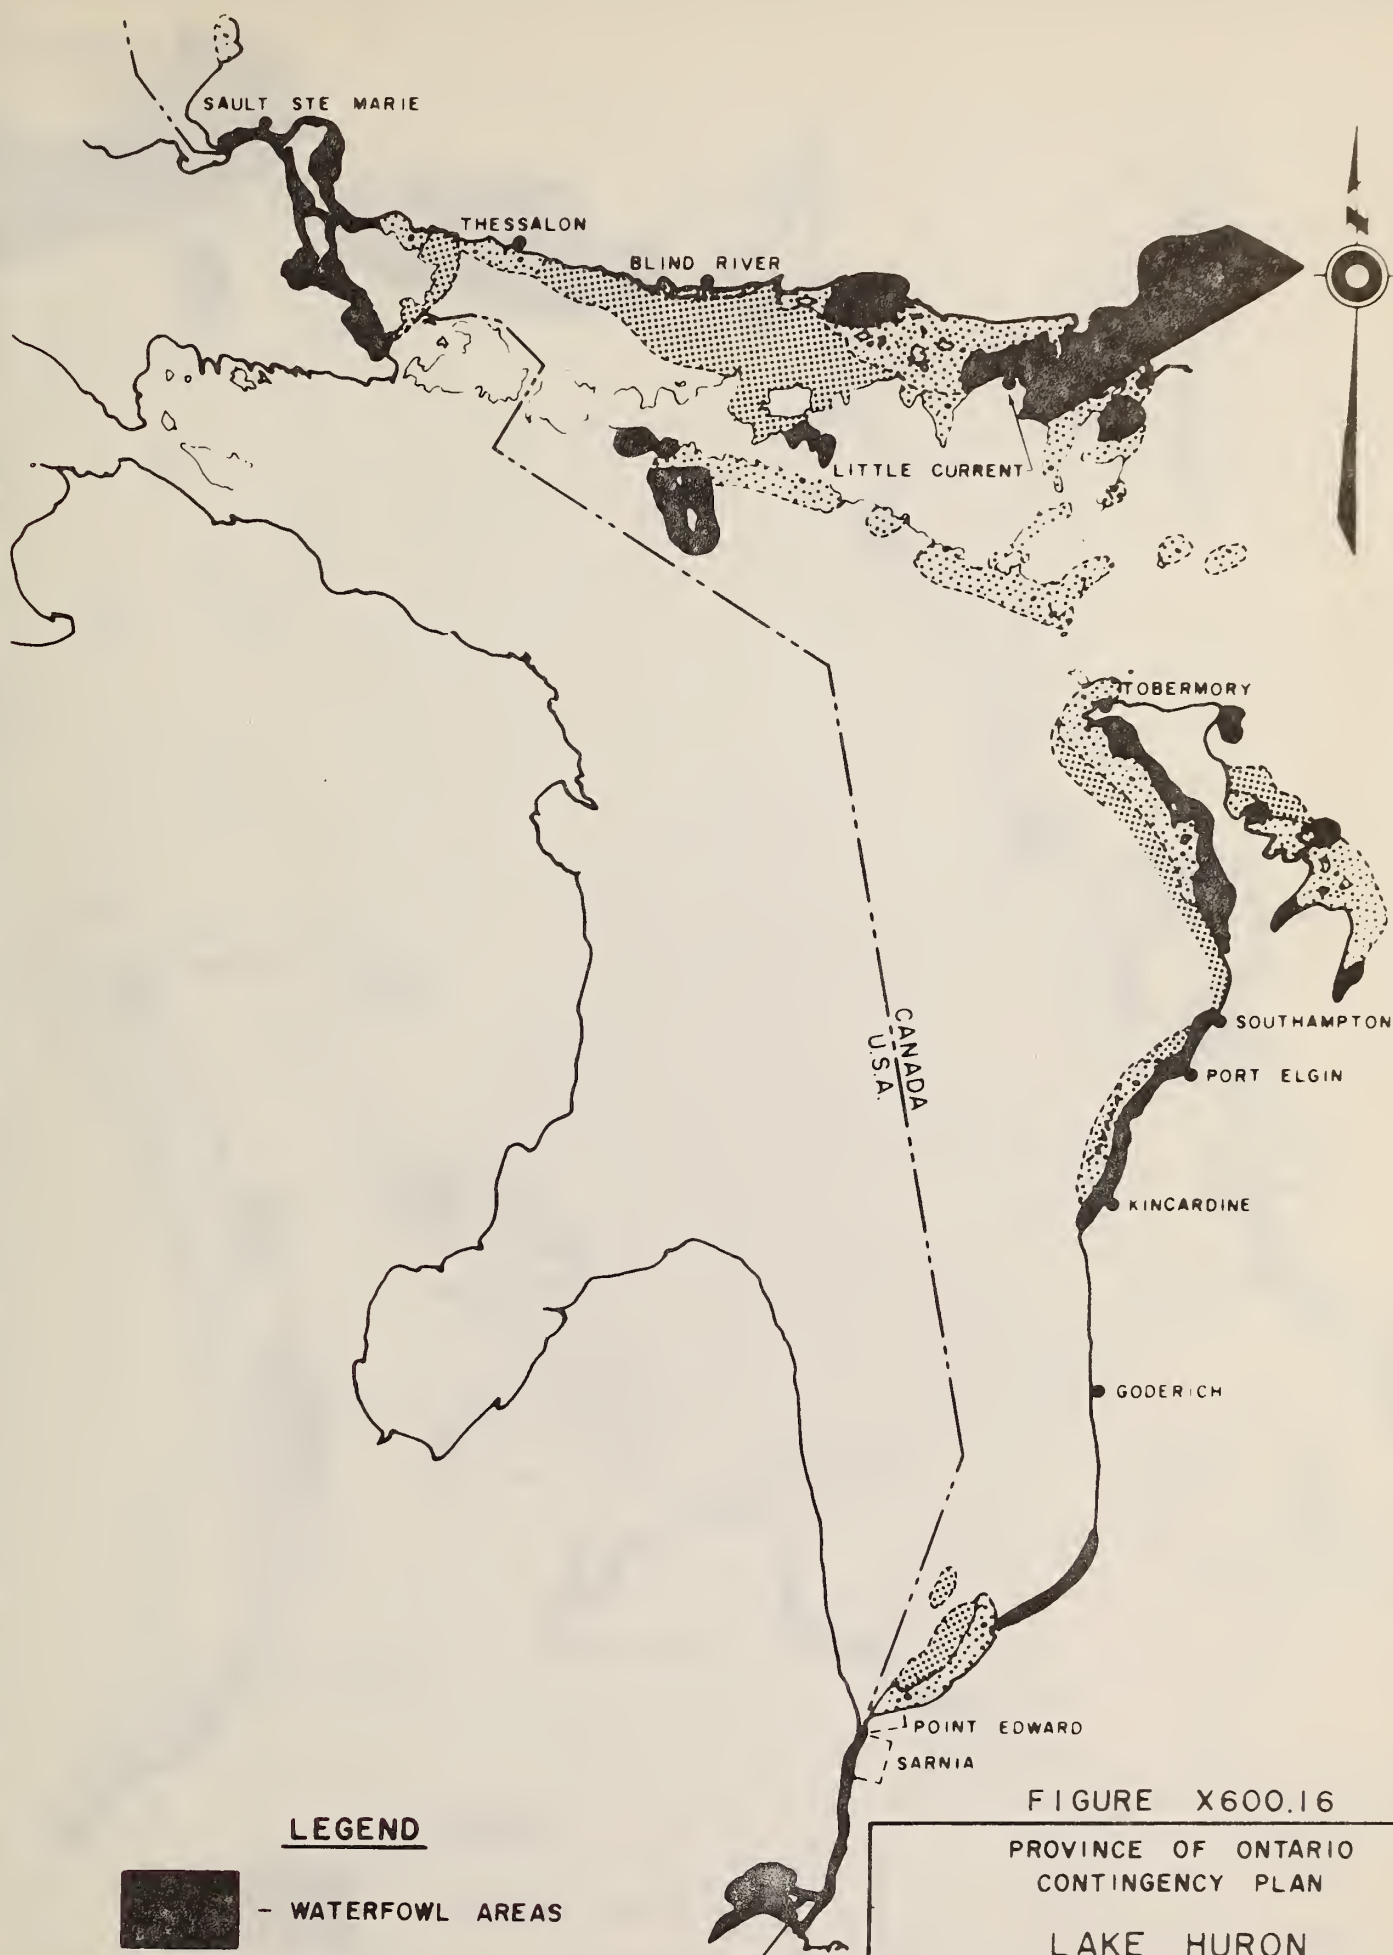 SAULT STE MARIE
THESSALON
BLIND RIVER
LITTLE CURRENT
TOBERMORY
CANADA
U.S.A.
SOUTHAMPTON
PORT ELGIN
KINCARDINE
GODERICH
POINT EDWARD
SARNIA
FIGURE X600.16
LEGEND
PROVINCE OF ONTARIO
CONTINGENCY PLAN
- WATERFOWL AREAS
LAKE HURON